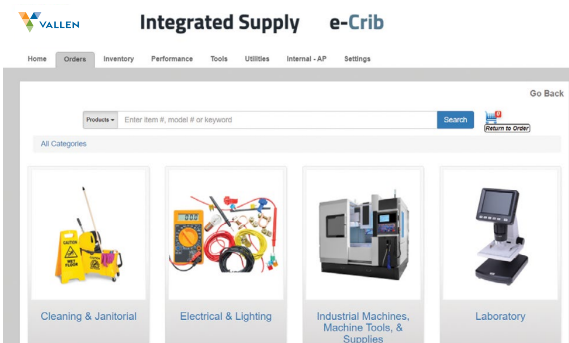 VALLEN
Integrated Supply e-Crib
Home Orders Inventory Performance Tools Utilities Internal - AP Settings
Go Back
Products Enter item #, model # or keyword Search 0
Return to Order
All Categories
CAUTION
WET FLOOR
Cleaning & Janitorial Electrical & Lighting Industrial Machines, Machine Tools, & Supplies Laboratory